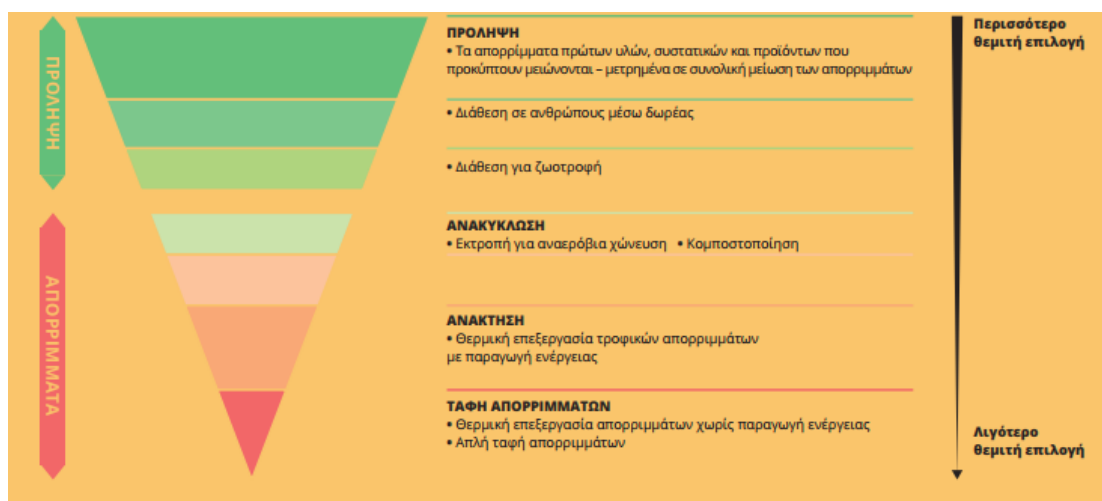 ΠΡΟΛΗΨΗ
ΠΡΟΛΗΨΗ
• Τα απορρίμματα πρώτων υλών, συστατικών και προϊόντων που
προκύπτουν μειώνονται – μετρημένα σε συνολική μείωση των απορριμμάτων
• Διάθεση σε ανθρώπους μέσω δωρεάς
• Διάθεση για ζωοτροφή
ΑΠΟΡΡΙΜΜΑΤΑ
ΑΝΑΚΥΚΛΩΣΗ
• Εκτροπή για αναερόβια χώνευση • Κομποστοποίηση
ΑΝΑΚΤΗΣΗ
• Θερμική επεξεργασία τροφικών απορριμμάτων
με παραγωγή ενέργειας
ΤΑΦΗ ΑΠΟΡΡΙΜΜΑΤΩΝ
• Θερμική επεξεργασία απορριμμάτων χωρίς παραγωγή ενέργειας
• Απλή ταφή απορριμμάτων
Περισσότερο
θεμιτή επιλογή
Λιγότερο
θεμιτή επιλογή